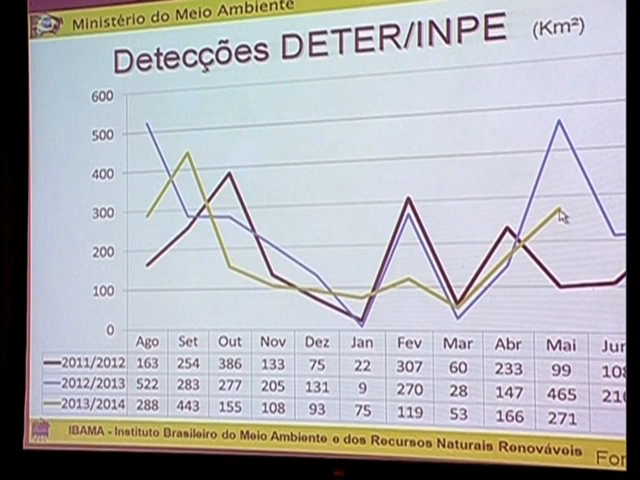 Ministério do Meio Ambiente
Detecções DETER/INPE (Km²)
600
500
400
300
200
100
0
Ago Set Out Nov Dez Jan Fev Mar Abr Mai
2011/2012 163 254 386 133 75 22 307 60 233 99
2012/2013 522 283 277 205 131 9 270 28 147 465
2013/2014 288 443 155 108 93 75 119 53 166 271
IBAMA - Instituto Brasileiro do Meio Ambiente e dos Recursos Naturais Renováveis